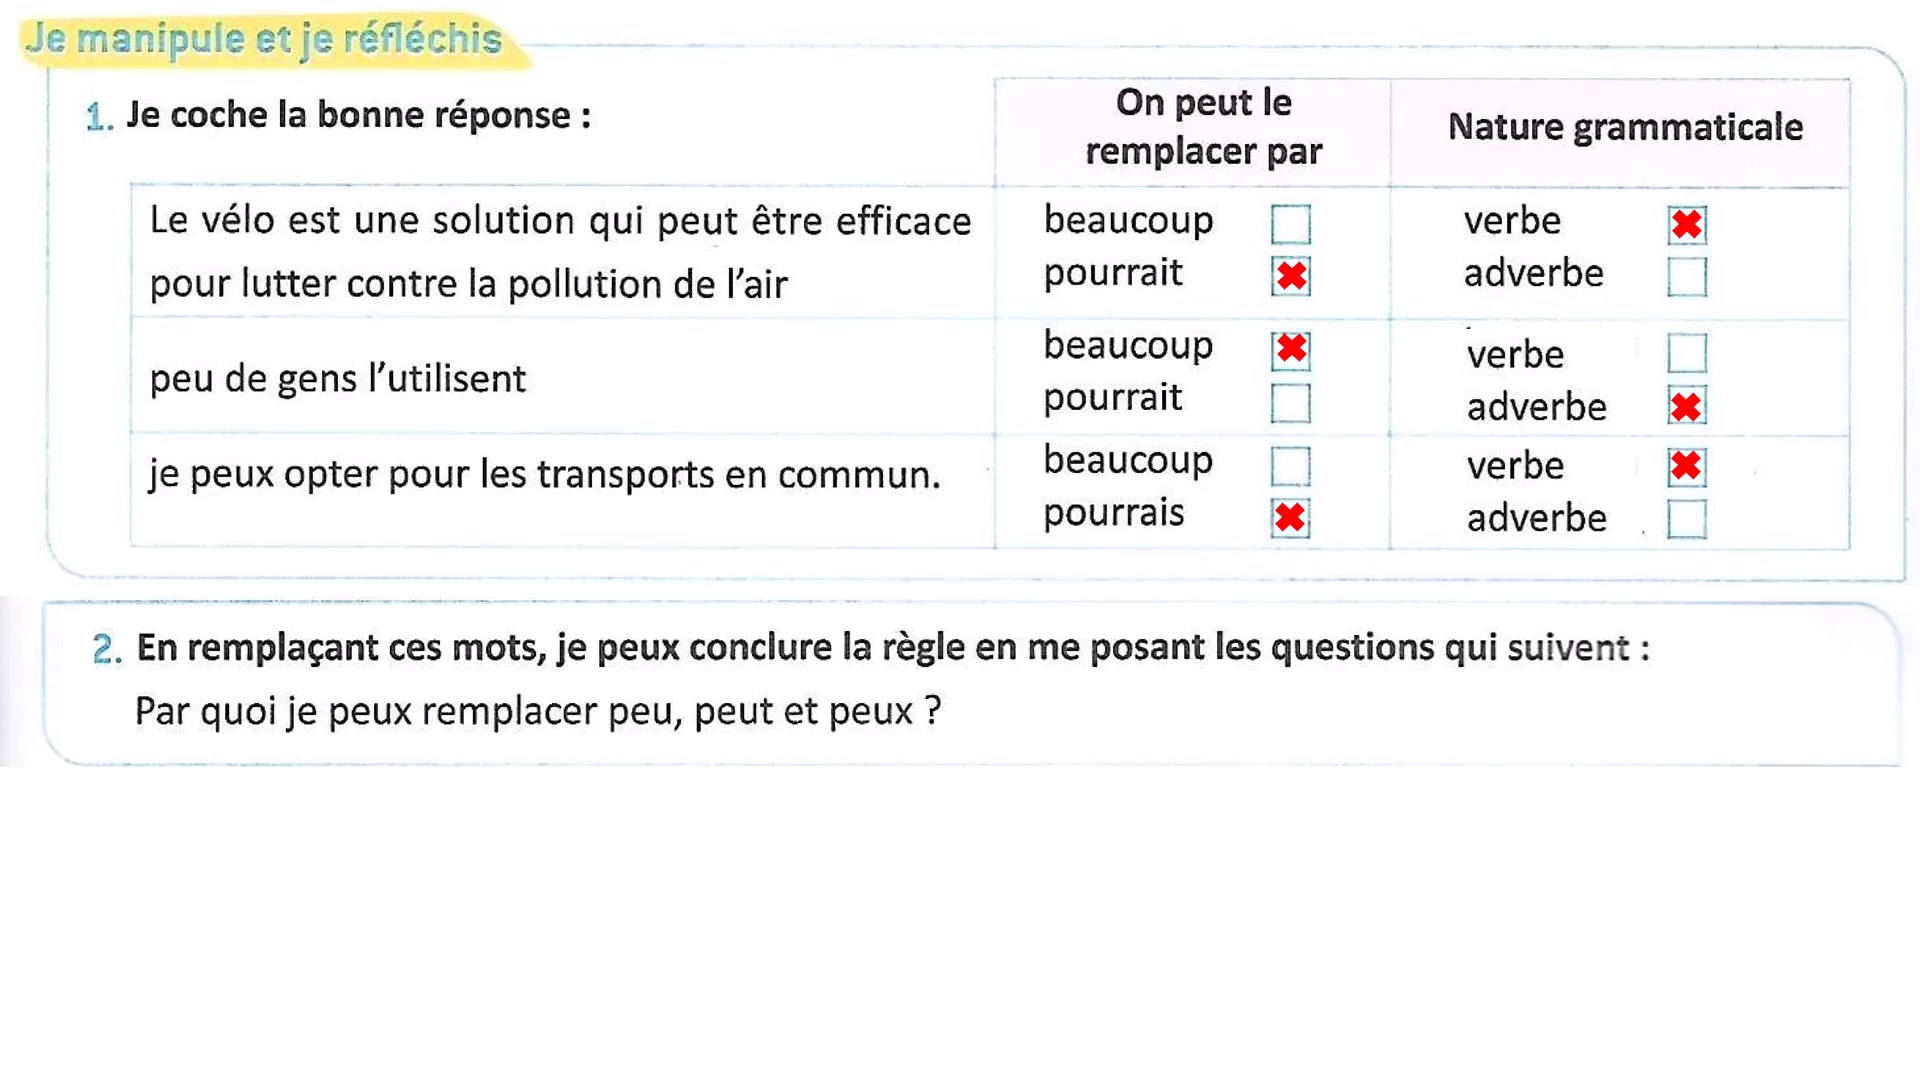 Je manipule et je réfléchis
1. Je coche la bonne réponse :
On peut le
remplacer par
Nature grammaticale
Le vélo est une solution qui peut être efficace
pour lutter contre la pollution de l'air
beaucoup
pourrait
verbe
adverbe
peu de gens l'utilisent
beaucoup
pourrait
verbe
adverbe
je peux opter pour les transports en commun.
beaucoup
pourrais
verbe
adverbe
2. En remplaçant ces mots, je peux conclure la règle en me posant les questions qui suivent :
Par quoi je peux remplacer peu, peut et peux ?